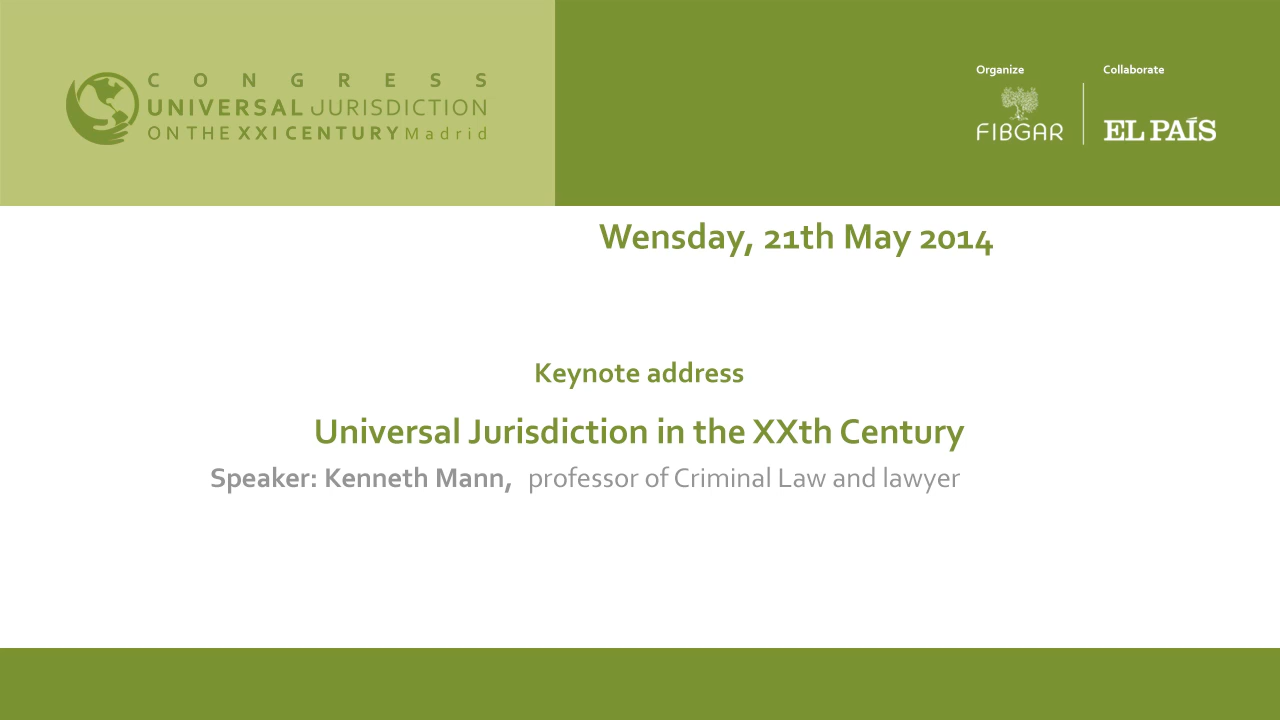 CONGRESS
UNIVERSAL JURISDICTION
ON THE XXI CENTURY Madrid
Organize
FIBGAR
Collaborate
EL PAÍS
Wensday, 21th May 2014
Keynote address
Universal Jurisdiction in the XXth Century
Speaker: Kenneth Mann, professor of Criminal Law and lawyer